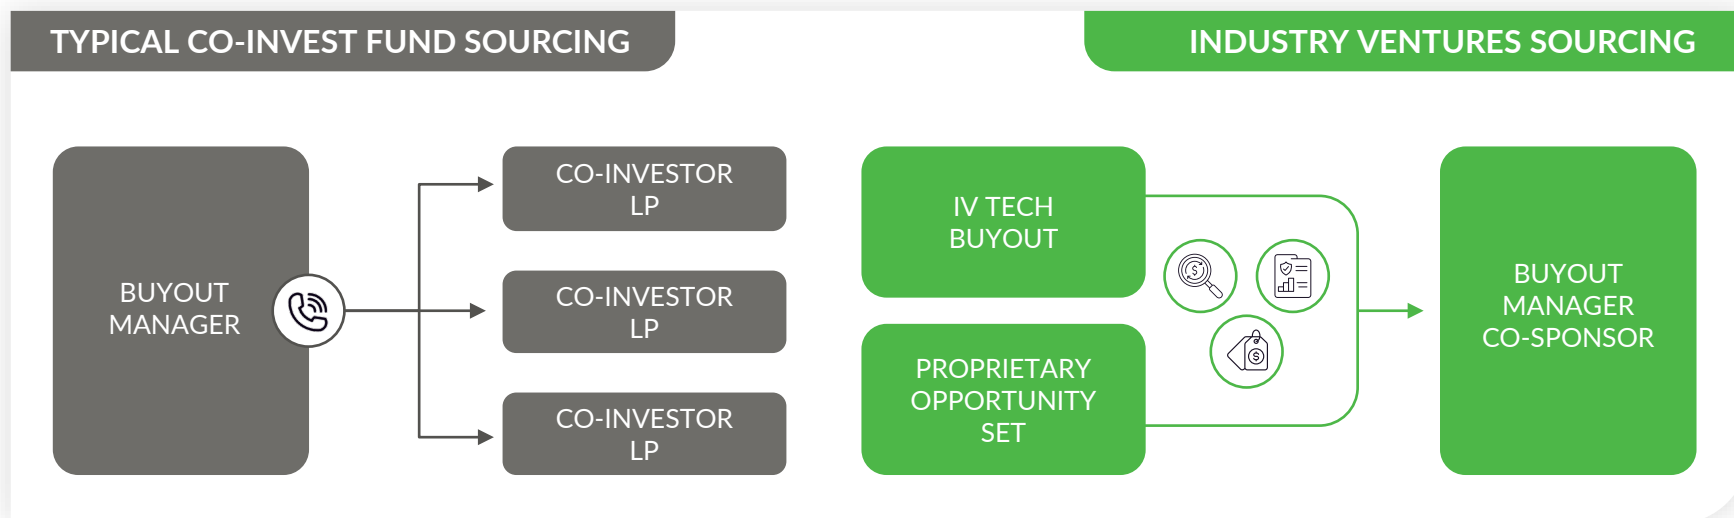 TYPICAL CO-INVEST FUND SOURCING
BUYOUT
MANAGER
CO-INVESTOR
LP
CO-INVESTOR
LP
CO-INVESTOR
LP
INDUSTRY VENTURES SOURCING
IV TECH
BUYOUT
PROPRIETARY
OPPORTUNITY
SET
$
$
BUYOUT
MANAGER
CO-SPONSOR